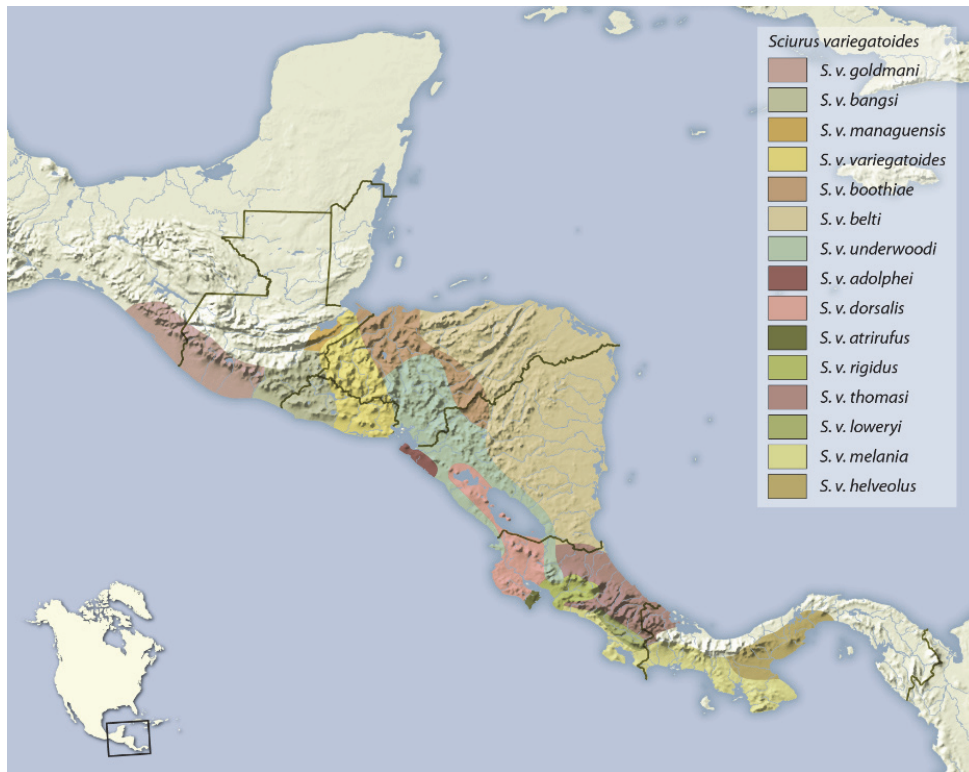 Sciurus variegatoides
S. v. goldmani
S. v. bangsi
S. v. managuensis
S. v. variegatoides
S. v. boothiae
S. v. belti
S. v. underwoodi
S. v. adolphei
S. v. dorsalis
S. v. atrirufus
S. v. rigidus
S. v. thomasi
S. v. loweryi
S. v. melania
S. v. helveolus